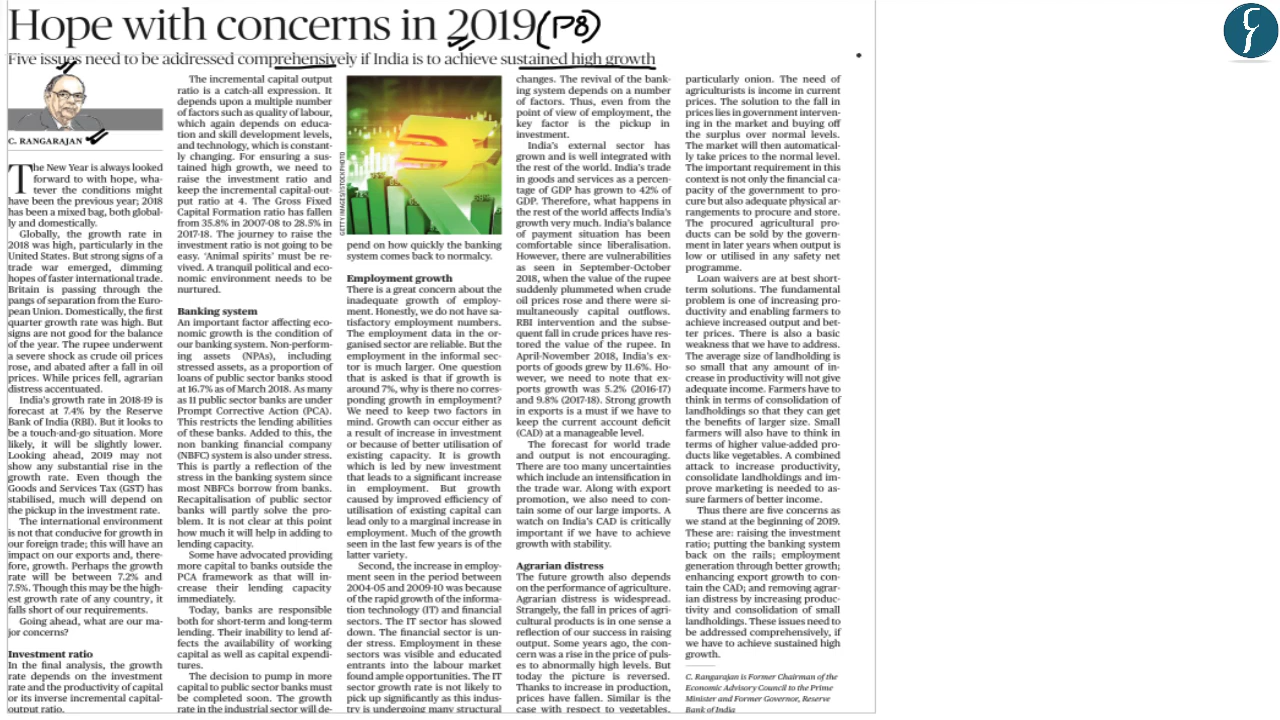 Hope with concerns in 2019 (P8)
Five issues need to be addressed comprehensively if India is to achieve sustained high growth
C. RANGARAJAN
The New Year is always looked
forward to with hope, wha-
tever the conditions might
have been the previous year; 2018
has been a mixed bag, both global-
ly and domestically.
Globally, the growth rate in
2018 was high, particularly in the
United States. But strong signs of a
trade war emerged, dimming
hopes of faster international trade.
Britain is passing through the
pangs of separation from the Euro-
pean Union. Domestically, the first
quarter growth rate was high. But
signs are not good for the balance
of the year. The rupee underwent
a severe shock as crude oil prices
rose, and abated after a fall in oil
prices. While prices fell, agrarian
distress accentuated.
India's growth rate in 2018-19 is
forecast at 7.4% by the Reserve
Bank of India (RBI). But it looks to
be a touch-and-go situation. More
likely, it will be slightly lower.
Looking ahead, 2019 may not
show any substantial rise in the
growth rate. Even though the
Goods and Services Tax (GST) has
stabilised, much will depend on
the pickup in the investment rate.
The international environment
is not that conducive for growth in
our foreign trade; this will have an
impact on our exports and, there-
fore, growth. Perhaps the growth
rate will be between 7.2% and
7.5%. Though this may be the high-
est growth rate of any country, it
falls short of our requirements.
Going ahead, what are our ma-
jor concerns?
Investment ratio
In the final analysis, the growth
rate depends on the investment
rate and the productivity of capital
or its inverse incremental capital-
output ratio.
The incremental capital output
ratio is a catch-all expression. It
depends upon a multiple number
of factors such as quality of labour,
which again depends on educa-
tion and skill development levels,
and technology, which is constant-
ly changing. For ensuring a sus-
tained high growth, we need to
raise the investment ratio and
keep the incremental capital-out-
put ratio at 4. The Gross Fixed
Capital Formation ratio has fallen
from 35.8% in 2007-08 to 28.5% in
2017-18. The journey to raise the
investment ratio is not going to be
easy. 'Animal spirits' must be re-
vived. A tranquil political and eco-
nomic environment needs to be
nurtured.
Banking system
An important factor affecting eco-
nomic growth is the condition of
our banking system. Non-perform-
ing assets (NPAs), including
stressed assets, as a proportion of
loans of public sector banks stood
at 16.7% as of March 2018. As many
as 11 public sector banks are under
Prompt Corrective Action (PCA).
This restricts the lending abilities
of these banks. Added to this, the
non banking financial company
(NBFC) system is also under stress.
This is partly a reflection of the
stress in the banking system since
most NBFCs borrow from banks.
Recapitalisation of public sector
banks will partly solve the pro-
blem. It is not clear at this point
how much it will help in adding to
lending capacity.
Some have advocated providing
more capital to banks outside the
PCA framework as that will in-
crease their lending capacity
immediately.
Today, banks are responsible
both for short-term and long-term
lending. Their inability to lend af-
fects the availability of working
capital as well as capital expendi-
tures.
The decision to pump in more
capital to public sector banks must
be completed soon. The growth
rate in the industrial sector will de-
GETTY IMAGES/ISTOCKPHOTO
pend on how quickly the banking
system comes back to normalcy.
Employment growth
There is a great concern about the
inadequate growth of employ-
ment. Honestly, we do not have sa-
tisfactory employment numbers.
The employment data in the or-
ganised sector are reliable. But the
employment in the informal sec-
tor is much larger. One question
that is asked is that if growth is
around 7%, why is there no corres-
ponding growth in employment?
We need to keep two factors in
mind. Growth can occur either as
a result of increase in investment
or because of better utilisation of
existing capacity. It is growth
which is led by new investment
that leads to a significant increase
in employment. But growth
caused by improved efficiency of
utilisation of existing capital can
lead only to a marginal increase in
employment. Much of the growth
seen in the last few years is of the
latter variety.
Second, the increase in employ-
ment seen in the period between
2004-05 and 2009-10 was because
of the rapid growth of the informa-
tion technology (IT) and financial
sectors. The IT sector has slowed
down. The financial sector is un-
der stress. Employment in these
sectors was visible and educated
entrants into the labour market
found ample opportunities. The IT
sector growth rate is not likely to
pick up significantly as this indus-
try is undergoing many structural
changes. The revival of the bank-
ing system depends on a number
of factors. Thus, even from the
point of view of employment, the
key factor is the pickup in
investment.
India's external sector has
grown and is well integrated with
the rest of the world. India's trade
in goods and services as a percen-
tage of GDP has grown to 42% of
GDP. Therefore, what happens in
the rest of the world affects India's
growth very much. India's balance
of payment situation has been
comfortable since liberalisation.
However, there are vulnerabilities
as seen in September-October
2018, when the value of the rupee
suddenly plummeted when crude
oil prices rose and there were si-
multaneously capital outflows.
RBI intervention and the subse-
quent fall in crude prices have res-
tored the value of the rupee. In
April-November 2018, India's ex-
ports of goods grew by 11.6%. Ho-
wever, we need to note that ex-
ports growth was 5.2% (2016-17)
and 9.8% (2017-18). Strong growth
in exports is a must if we have to
keep the current account deficit
(CAD) at a manageable level.
The forecast for world trade
and output is not encouraging.
There are too many uncertainties
which include an intensification in
the trade war. Along with export
promotion, we also need to con-
tain some of our large imports. A
watch on India's CAD is critically
important if we have to achieve
growth with stability.
Agrarian distress
The future growth also depends
on the performance of agriculture.
Agrarian distress is widespread.
Strangely, the fall in prices of agri-
cultural products is in one sense a
reflection of our success in raising
output. Some years ago, the con-
cern was a rise in the price of puls-
es to abnormally high levels. But
today the picture is reversed.
Thanks to increase in production,
prices have fallen. Similar is the
case with respect to vegetables,
particularly onion. The need of
agriculturists is income in current
prices. The solution to the fall in
prices lies in government interven-
ing in the market and buying off
the surplus over normal levels.
The market will then automatical-
ly take prices to the normal level.
The important requirement in this
context is not only the financial ca-
pacity of the government to pro-
cure but also adequate physical ar-
rangements to procure and store.
The procured agricultural pro-
ducts can be sold by the govern-
ment in later years when output is
low or utilised in any safety net
programme.
Loan waivers are at best short-
term solutions. The fundamental
problem is one of increasing pro-
ductivity and enabling farmers to
achieve increased output and bet-
ter prices. There is also a basic
weakness that we have to address.
The average size of landholding is
so small that any amount of in-
crease in productivity will not give
adequate income. Farmers have to
think in terms of consolidation of
landholdings so that they can get
the benefits of larger size. Small
farmers will also have to think in
terms of higher value-added pro-
ducts like vegetables. A combined
attack to increase productivity,
consolidate landholdings and im-
prove marketing is needed to as-
sure farmers of better income.
Thus there are five concerns as
we stand at the beginning of 2019.
These are: raising the investment
ratio; putting the banking system
back on the rails; employment
generation through better growth;
enhancing export growth to con-
tain the CAD; and removing agrar-
ian distress by increasing produc-
tivity and consolidation of small
landholdings. These issues need to
be addressed comprehensively, if
we have to achieve sustained high
growth.
C. Rangarajan is Former Chairman of the
Economic Advisory Council to the Prime
Minister and Former Governor, Reserve
Bank of India